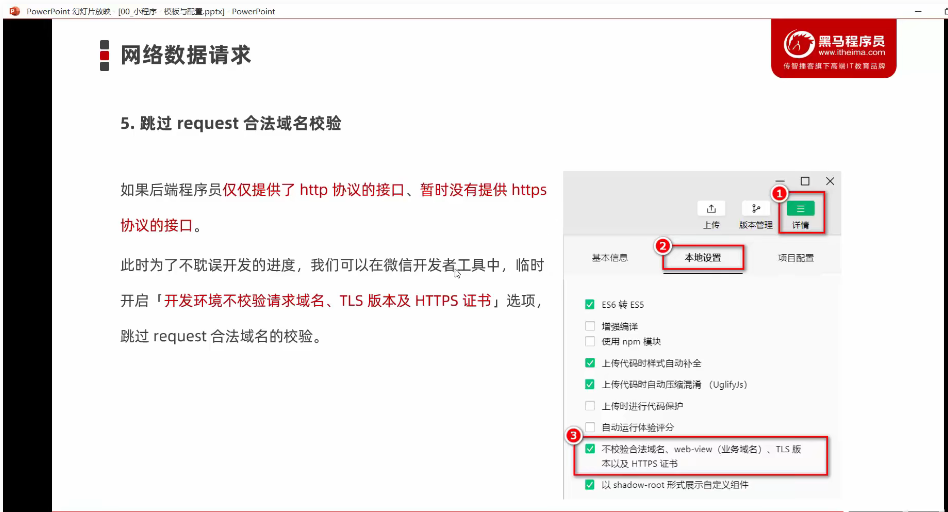 PowerPoint 幻灯片放映 - [00_小程序 - 模板与配置.pptx] - PowerPoint
网络数据请求
黑马程序员
www.itheima.com
传智播客旗下高端IT教育品牌
5. 跳过 request 合法域名校验
如果后端程序员仅仅提供了 http 协议的接口、暂时没有提供 https
协议的接口。
此时为了不耽误开发的进度，我们可以在微信开发者工具中，临时
开启「开发环境不校验请求域名、TLS 版本及 HTTPS 证书」选项，
跳过 request 合法域名的校验。
1
上传 版本管理 详情
2
基本信息 本地设置 项目配置
ES6 转 ES5
增强编译
使用 npm 模块
上传代码时样式自动补全
上传代码时自动压缩混淆 （UglifyJs）
上传时进行代码保护
自动运行体验评分
3
不校验合法域名、web-view（业务域名）、TLS 版
本以及 HTTPS 证书
以 shadow-root 形式展示自定义组件